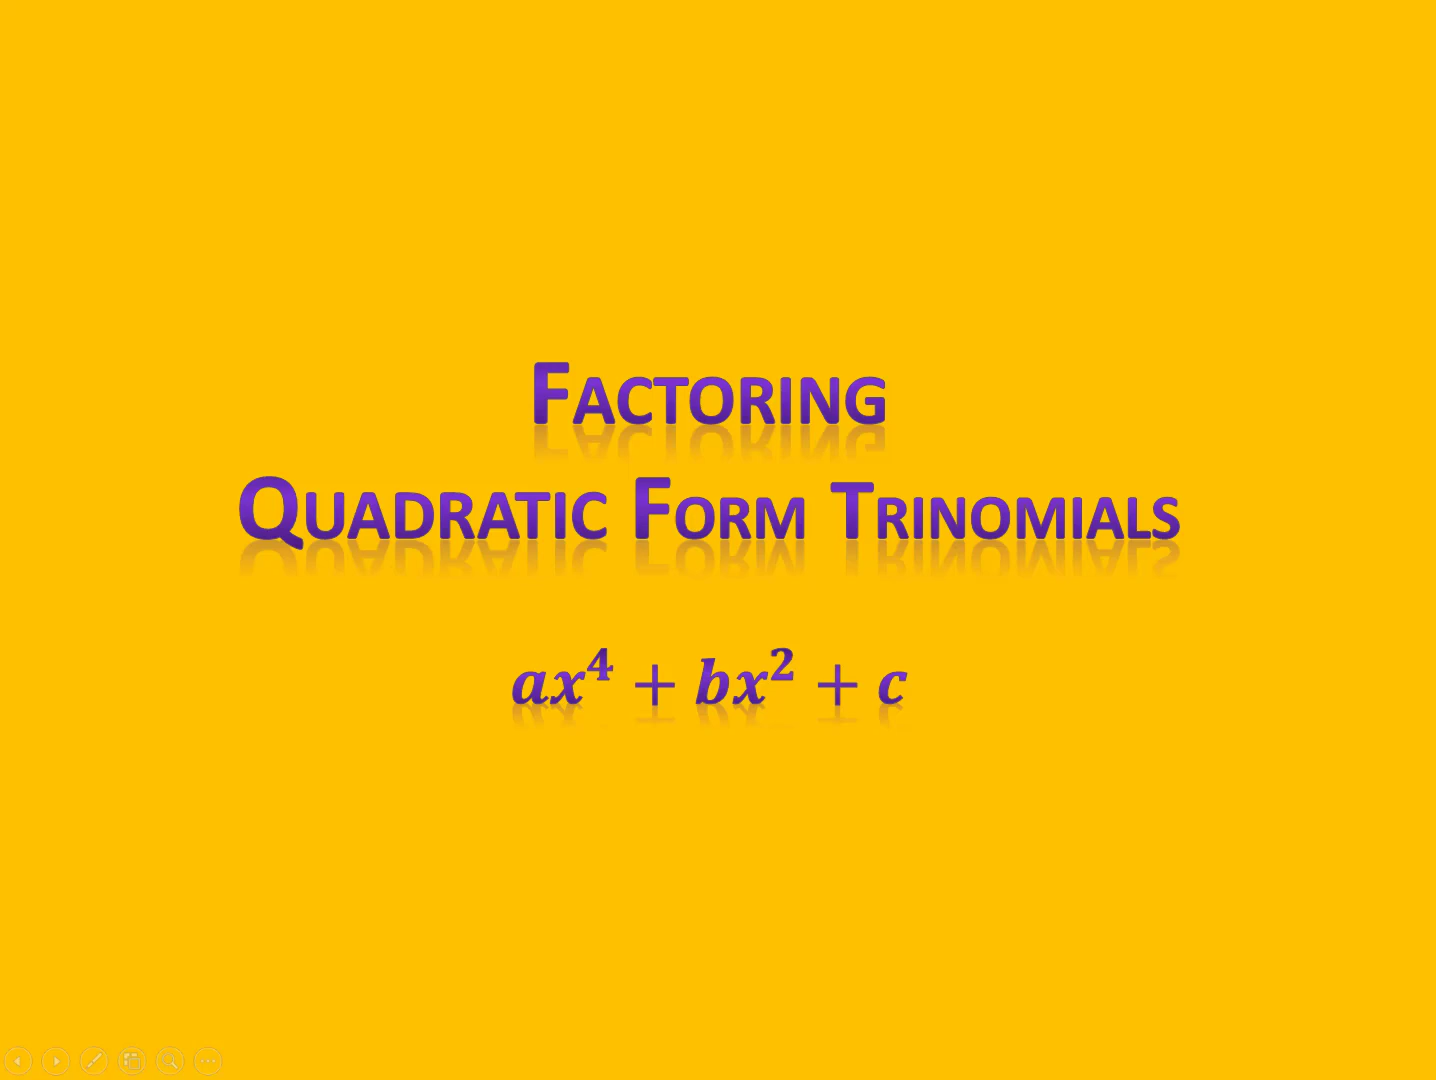 Factoring
Quadratic Form Trinomials
ax⁴ + bx² + c